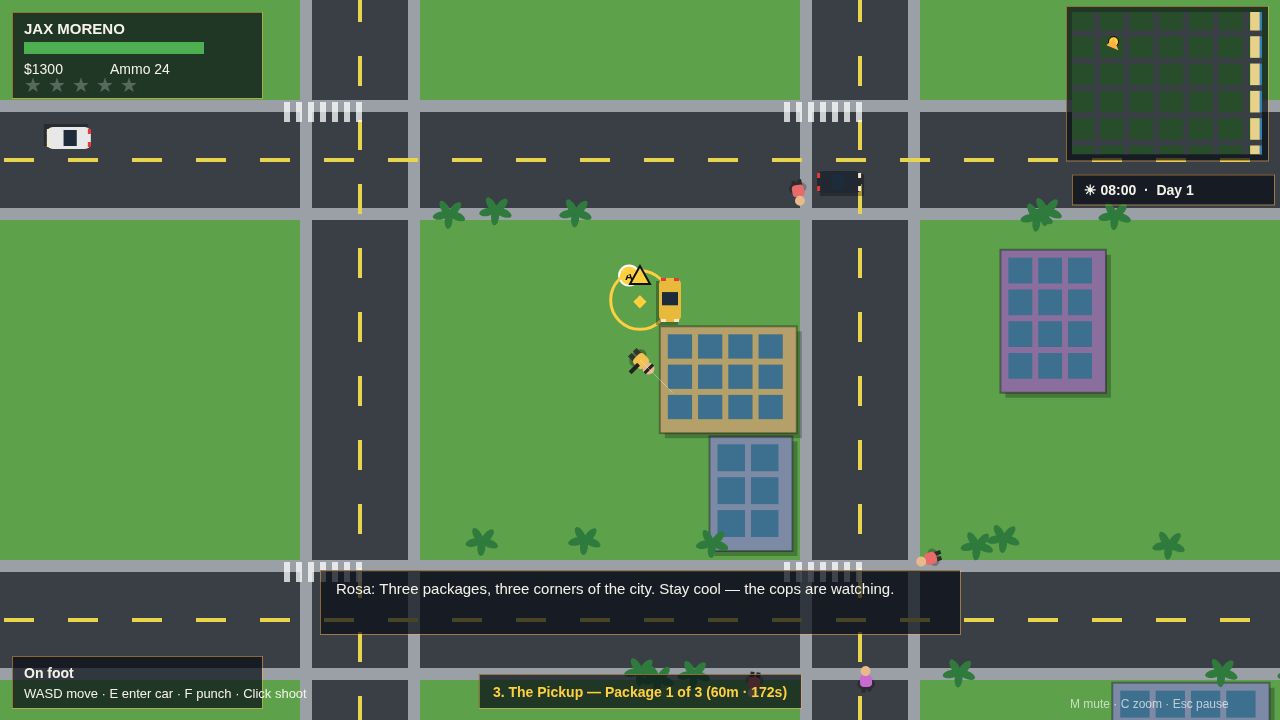 JAX MORENO
$1300 Ammo 24
☀ 08:00 · Day 1
Rosa: Three packages, three corners of the city. Stay cool — the cops are watching.
On foot
WASD move · E enter car · F punch · Click shoot
3. The Pickup — Package 1 of 3 (60m · 172s)
M mute · C zoom · Esc pause